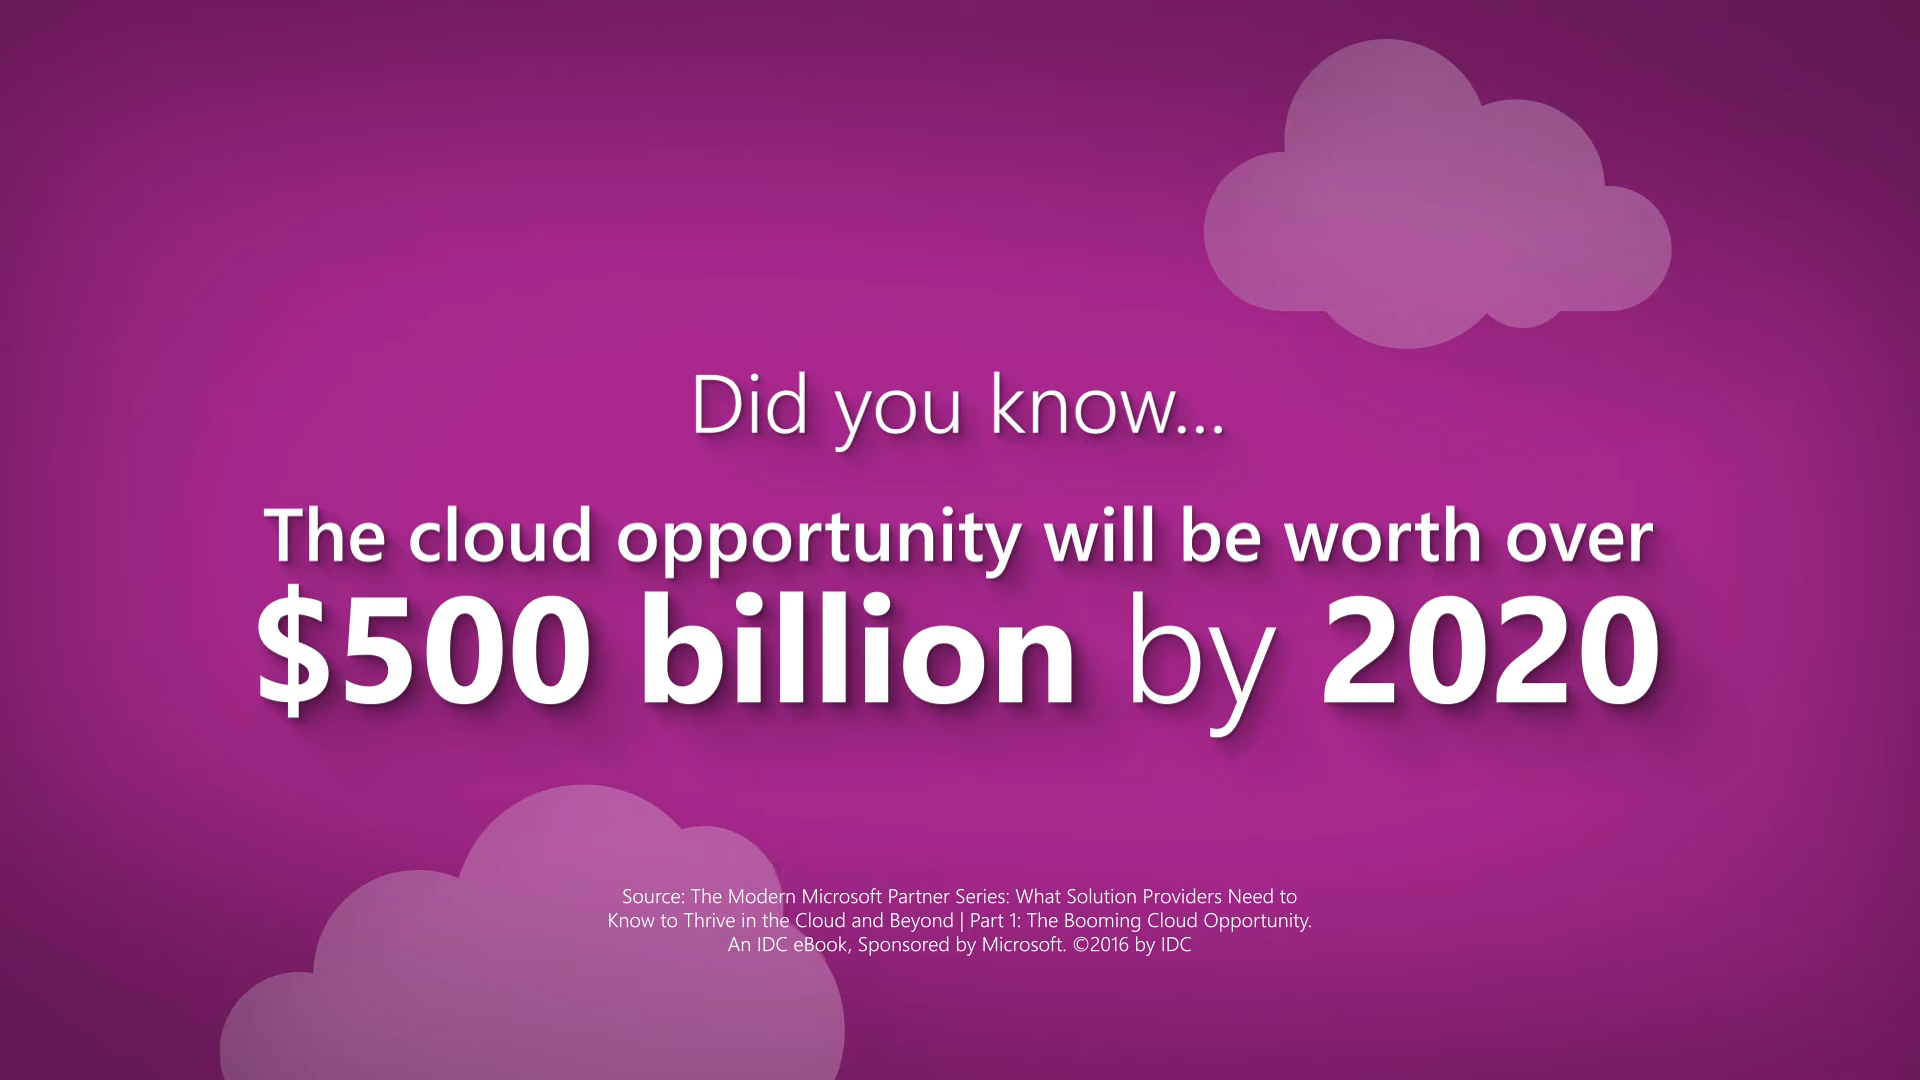 Did you know...
The cloud opportunity will be worth over
$500 billion by 2020
Source: The Modern Microsoft Partner Series: What Solution Providers Need to
Know to Thrive in the Cloud and Beyond | Part 1: The Booming Cloud Opportunity.
An IDC eBook, Sponsored by Microsoft. ©2016 by IDC